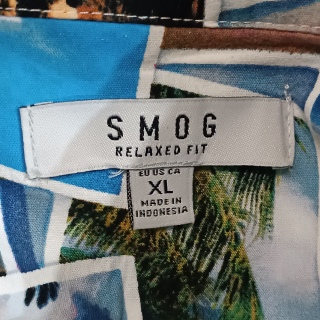 SMOG
RELAXED FIT
EU US CA
XL
MADE IN
INDONESIA